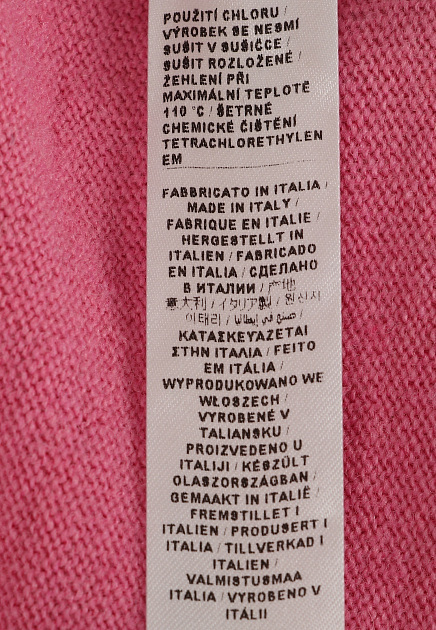 POUŽITÍ CHLORU /
VÝROBEK SE NESMÍ
SUŠIT V SUŠIČCE /
SUŠIT ROZLOŽENÉ /
ŽEHLENÍ PŘI
MAXIMÁLNÍ TEPLOTĚ
110 °C / ŠETRNÉ
CHEMICKÉ ČIŠTĚNÍ
TETRACHLORETHYLEN
EM
FABBRICATO IN ITALIA /
MADE IN ITALY /
FABRIQUE EN ITALIE /
HERGESTELLT IN
ITALIEN / FABRICADO
EN ITALIA / СДЕЛАНО
В ИТАЛИИ / 产地
意大利 / イタリア製 / 원산지
이태리 / صنع في إيطاليا /
ΚΑΤΑΣΚΕΥΑΖΕΤΑΙ
ΣΤΗΝ ΙΤΑΛΙΑ / FEITO
EM ITÁLIA /
WYPRODUKOWANO WE
WŁOSZECH /
VYROBENÉ V
TALIANSKU /
PROIZVEDENO U
ITALIJI / KÉSZÜLT
OLASZORSZÁGBAN /
GEMAAKT IN ITALIË /
FREMSTILLET I
ITALIEN / PRODUSERT I
ITALIA / TILLVERKAD I
ITALIEN /
VALMISTUSMAA
ITALIA / VYROBENO V
ITÁLII